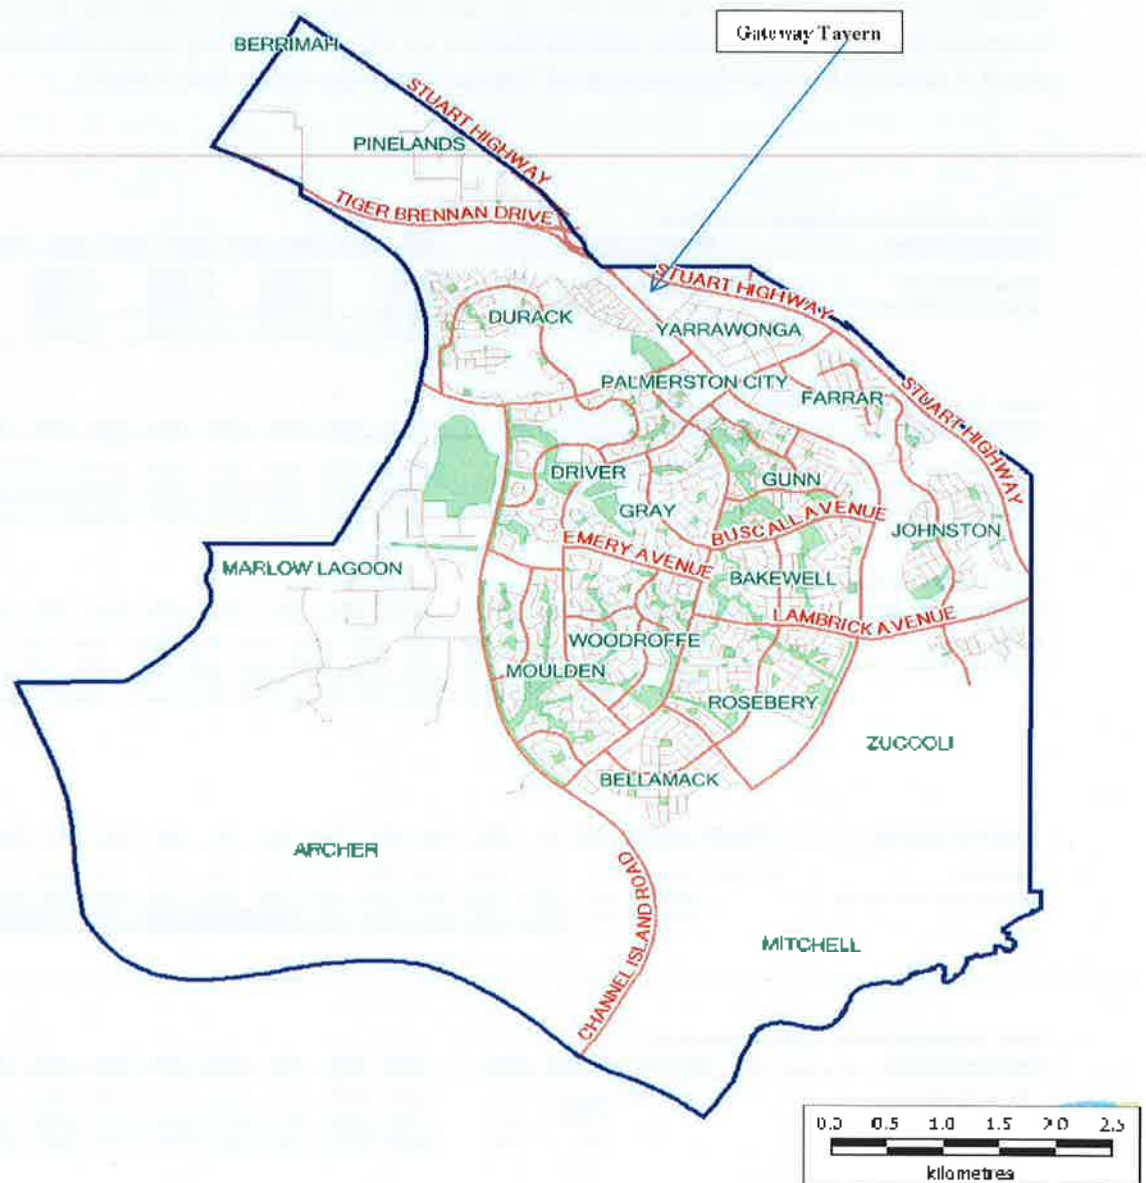 Gateway Tavern
BERRIMAH
STUART HIGHWAY
PINELANDS
TIGER BRENNAN DRIVE
STUART HIGHWAY
DURACK
YARRAWONGA
PALMERSTON CITY
FARRAR
STUART HIGHWAY
DRIVER
GUNN
GRAY
BUSCALL AVENUE
JOHNSTON
EMERY AVENUE
MARLOW LAGOON
BAKEWELL
LAMBRICK AVENUE
WOODROFFE
MOULDEN
ROSEBERY
ZUCCOLI
BELLAMACK
ARCHER
CHANNEL ISLAND ROAD
MITCHELL
0.0 0.5 1.0 1.5 2.0 2.5
kilometres